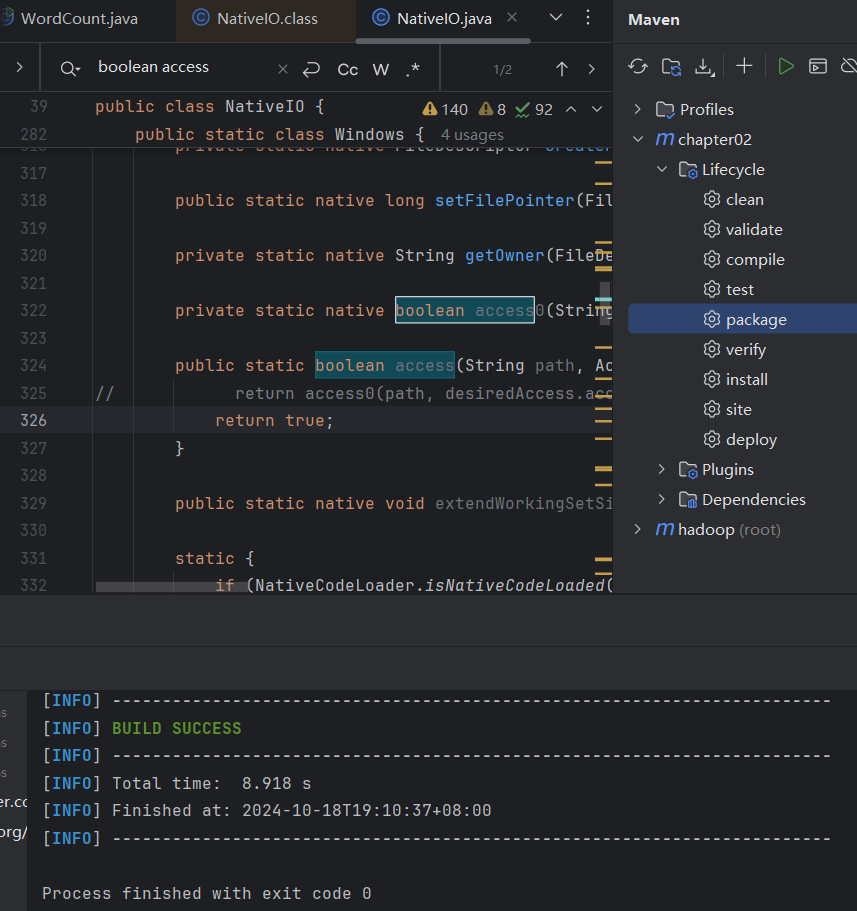 WordCount.java
NativeIO.class
NativeIO.java
Maven
boolean access
Cc W .*
1/2
39 public class NativeIO {
140 8 92
282 public static class Windows { 4 usages
317
318 public static native long setFilePointer(Fil
319
320 private static native String getOwner(FileDe
321
322 private static native boolean access0(String
323
324 public static boolean access(String path, Ac
325 // return access0(path, desiredAccess.acc
326 return true;
327 }
328
329 public static native void extendWorkingSetSi
330
331 static {
332 if (NativeCodeLoader.isNativeCodeLoaded(
Profiles
chapter02
Lifecycle
clean
validate
compile
test
package
verify
install
site
deploy
Plugins
Dependencies
hadoop (root)
[INFO] ------------------------------------------------------------------------
[INFO] BUILD SUCCESS
[INFO] ------------------------------------------------------------------------
[INFO] Total time:  8.918 s
[INFO] Finished at: 2024-10-18T19:10:37+08:00
[INFO] ------------------------------------------------------------------------
er.co
org/
Process finished with exit code 0